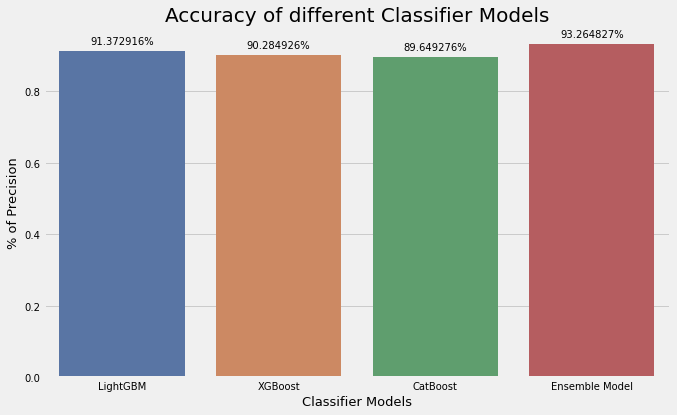 Accuracy of different Classifier Models
93.264827%
91.372916%
90.284926%
89.649276%
0.8
0.6
0.4
0.2
0.0
% of Precision
LightGBM
XGBoost
CatBoost
Ensemble Model
Classifier Models